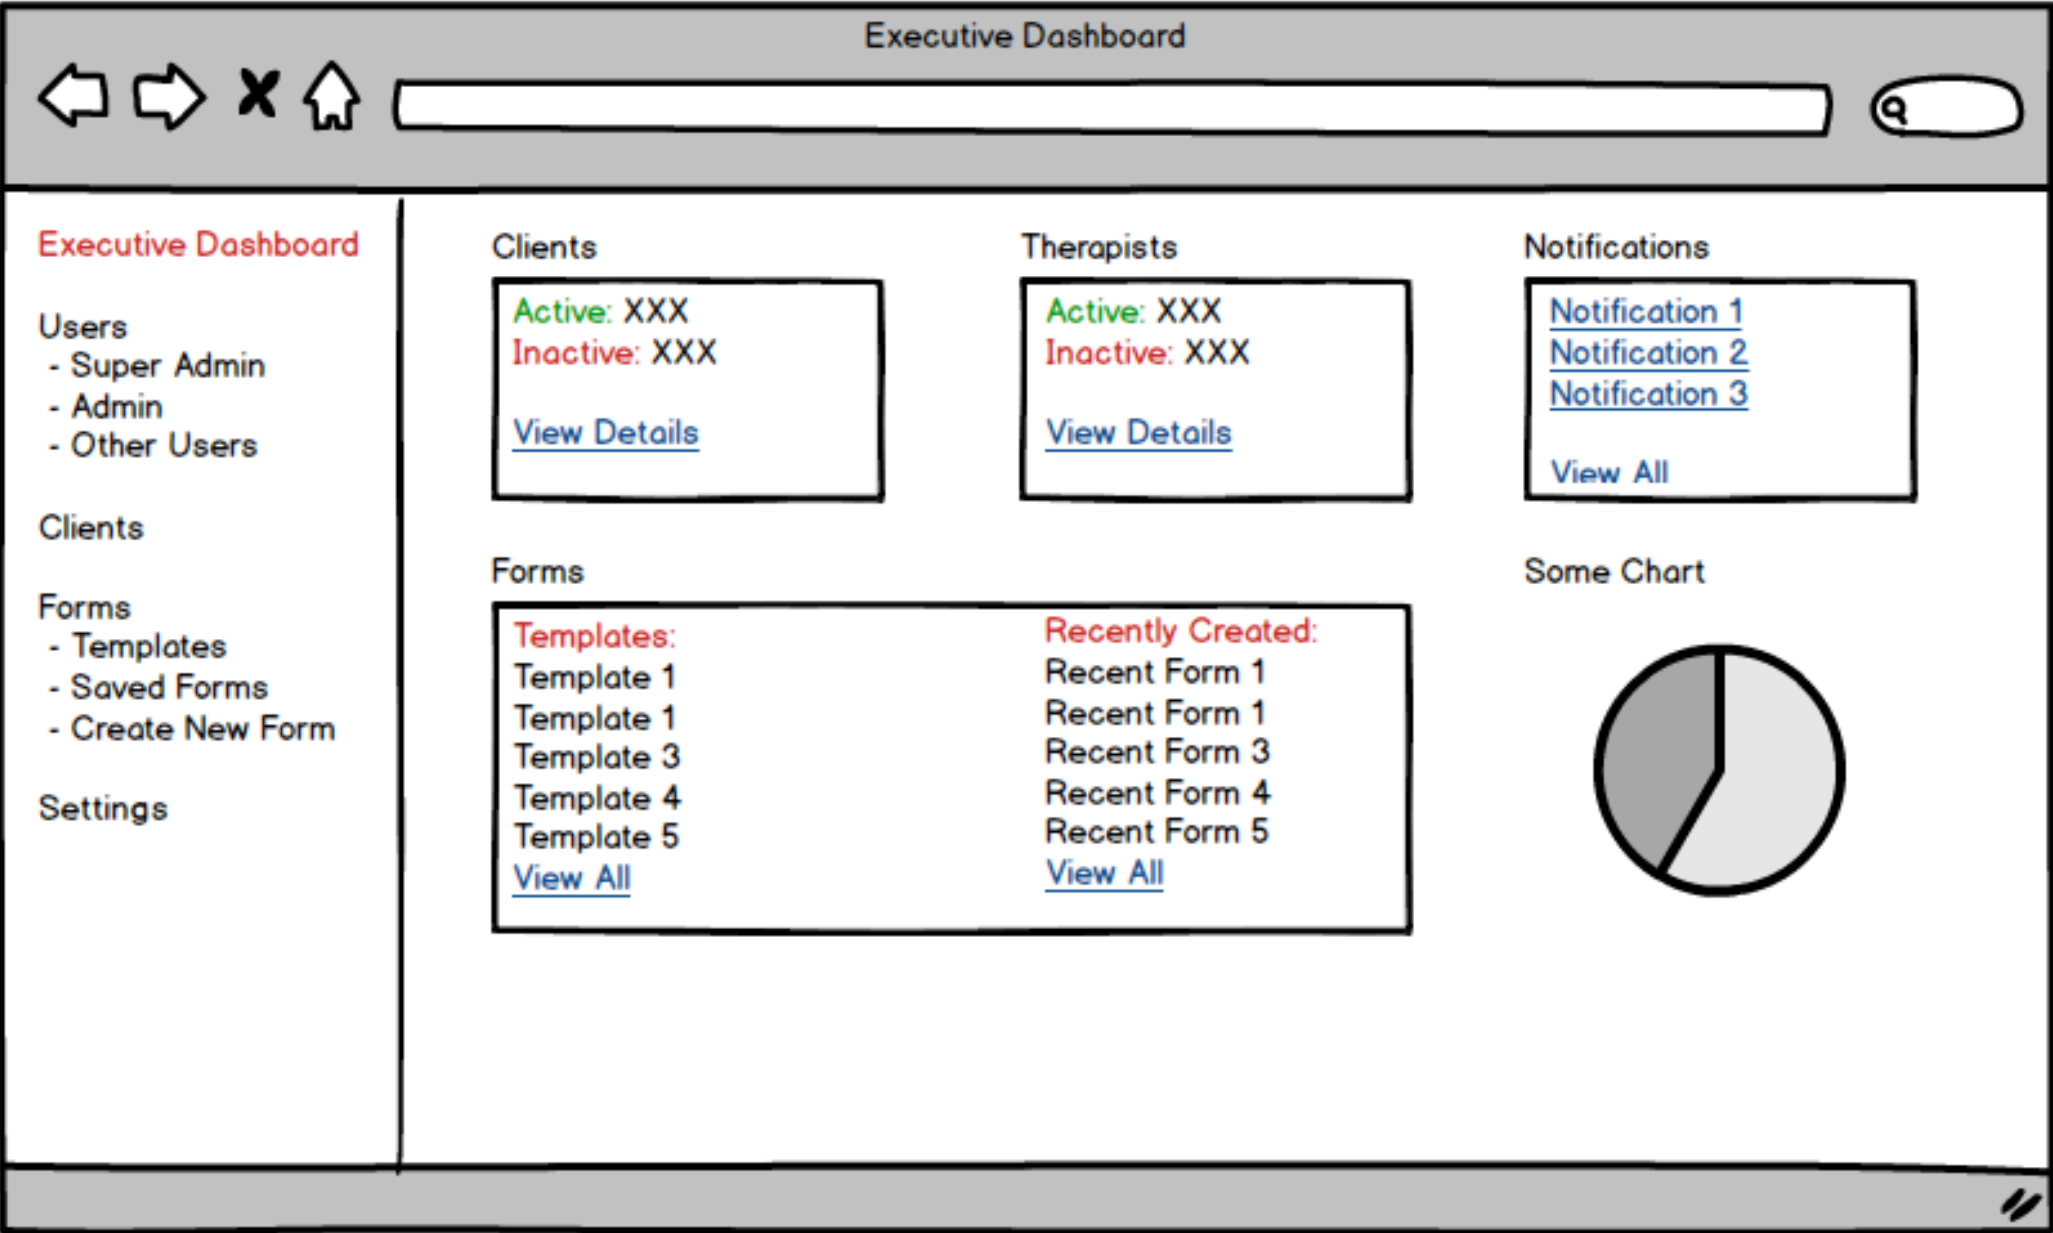 Executive Dashboard
Executive Dashboard
Users
- Super Admin
- Admin
- Other Users
Clients
Forms
- Templates
- Saved Forms
- Create New Form
Settings
Clients
Active: XXX
Inactive: XXX
View Details
Therapists
Active: XXX
Inactive: XXX
View Details
Notifications
Notification 1
Notification 2
Notification 3
View All
Forms
Templates:
Template 1
Template 1
Template 3
Template 4
Template 5
View All
Recently Created:
Recent Form 1
Recent Form 1
Recent Form 3
Recent Form 4
Recent Form 5
View All
Some Chart